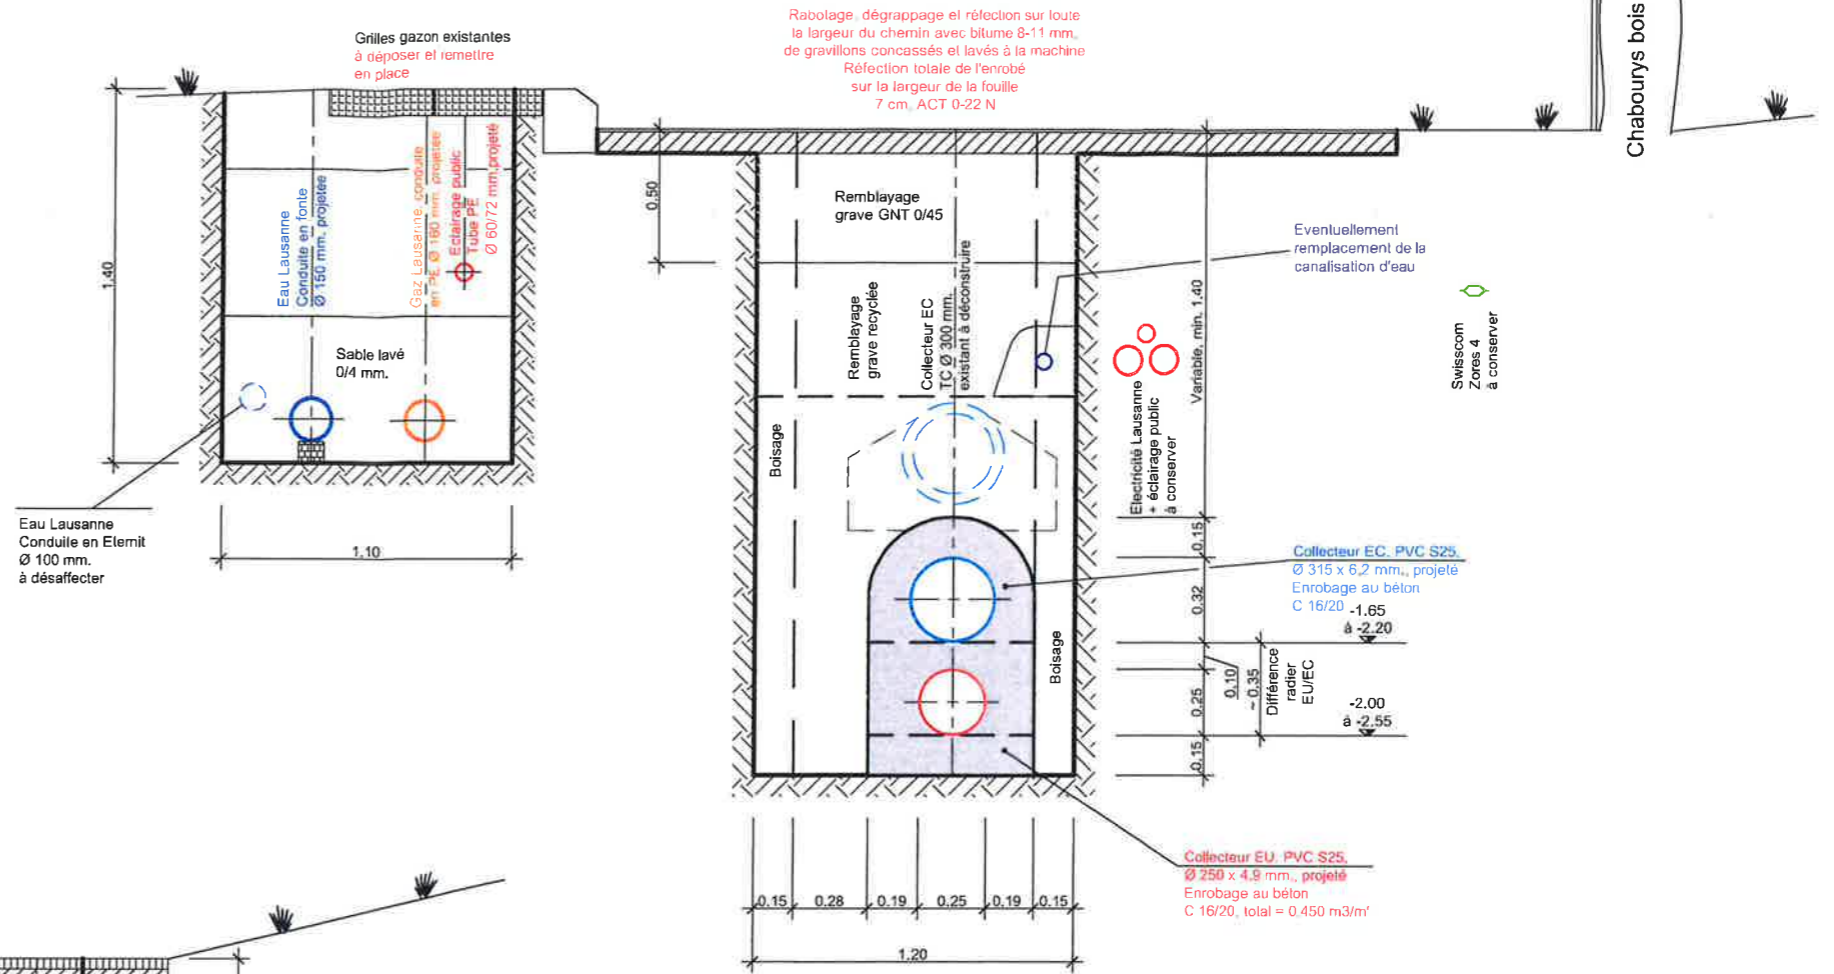 Rabotage, dégrappage et réfection sur toute
la largeur du chemin avec bitume 8-11 mm,
de gravillons concassés et lavés à la machine
Réfection totale de l'enrobé
sur la largeur de la fouille
7 cm, ACT 0-22 N
Grilles gazon existantes
à déposer et remettre
en place
Chabourys bois
1.40
Eau Lausanne
Conduite en fonte
Ø 150 mm. projetée
Gaz Lausanne, conduite
en PE Ø 160 mm. projetée
Eclairage public
Tube PE
Ø 60/72 mm projeté
Sable lavé
0/4 mm.
Eau Lausanne
Conduite en Eternit
Ø 100 mm.
à désaffecter
1.10
0.50
Remblayage
grave GNT 0/45
Remblayage
grave recyclée
Collecteur EC
TC Ø 300 mm.
existant à déconstruire
Boisage
Boisage
Eventuellement
remplacement de la
canalisation d'eau
Electricité Lausanne
+ éclairage public
à conserver
Variable, min. 1.40
Swisscom
Zores 4
à conserver
0.15
0.32
0.25
0.15
0.10
~ 0.35
Différence
radier
EU/EC
Collecteur EC, PVC S25,
Ø 315 x 6,2 mm., projeté
Enrobage au béton
C 16/20
-1.65
à -2.20
-2.00
à -2.55
Collecteur EU, PVC S25,
Ø 250 x 4.9 mm., projeté
Enrobage au béton
C 16/20, total = 0.450 m3/m'
0.15 0.28 0.19 0.25 0.19 0.15
1.20